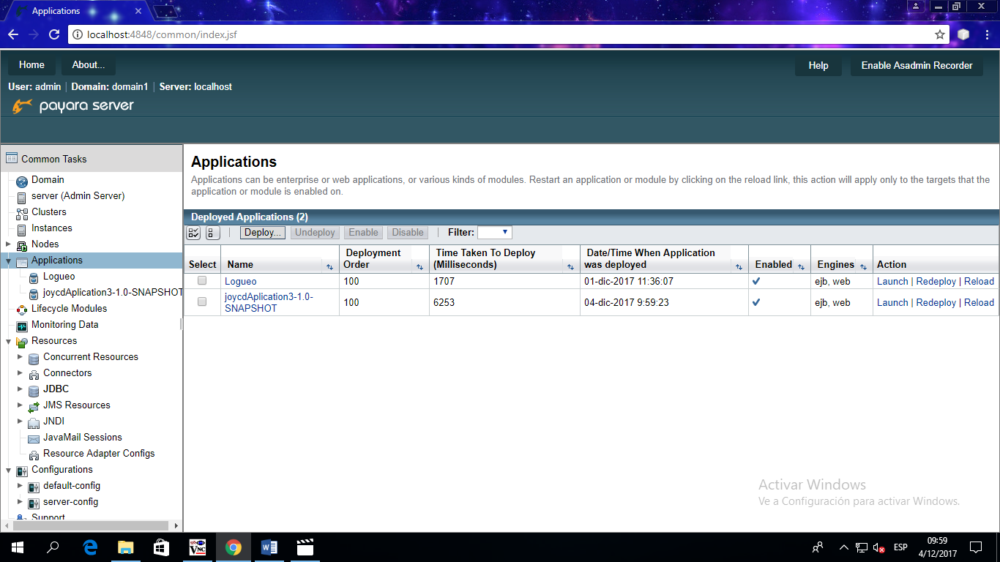 Applications
localhost:4848/common/index.jsf
Home
About...
Help
Enable Asadmin Recorder
User: admin | Domain: domain1 | Server: localhost
payara server
Common Tasks
Domain
server (Admin Server)
Clusters
Instances
Nodes
Applications
Logueo
joycdAplication3-1.0-SNAPSHOT
Lifecycle Modules
Monitoring Data
Resources
Concurrent Resources
Connectors
JDBC
JMS Resources
JNDI
JavaMail Sessions
Resource Adapter Configs
Configurations
default-config
server-config
Support
Applications
Applications can be enterprise or web applications, or various kinds of modules. Restart an application or module by clicking on the reload link, this action will apply only to the targets that the
application or module is enabled on.
Deployed Applications (2)
Deploy... Undeploy Enable Disable Filter:
Select Name Deployment Order Time Taken To Deploy (Milliseconds) Date/Time When Application was deployed Enabled Engines Action
Logueo 100 1707 01-dic-2017 11:36:07 ejb, web Launch | Redeploy | Reload
joycdAplication3-1.0-SNAPSHOT 100 6253 04-dic-2017 9:59:23 ejb, web Launch | Redeploy | Reload
Activar Windows
Ve a Configuración para activar Windows.
VNC
ESP
09:59
4/12/2017